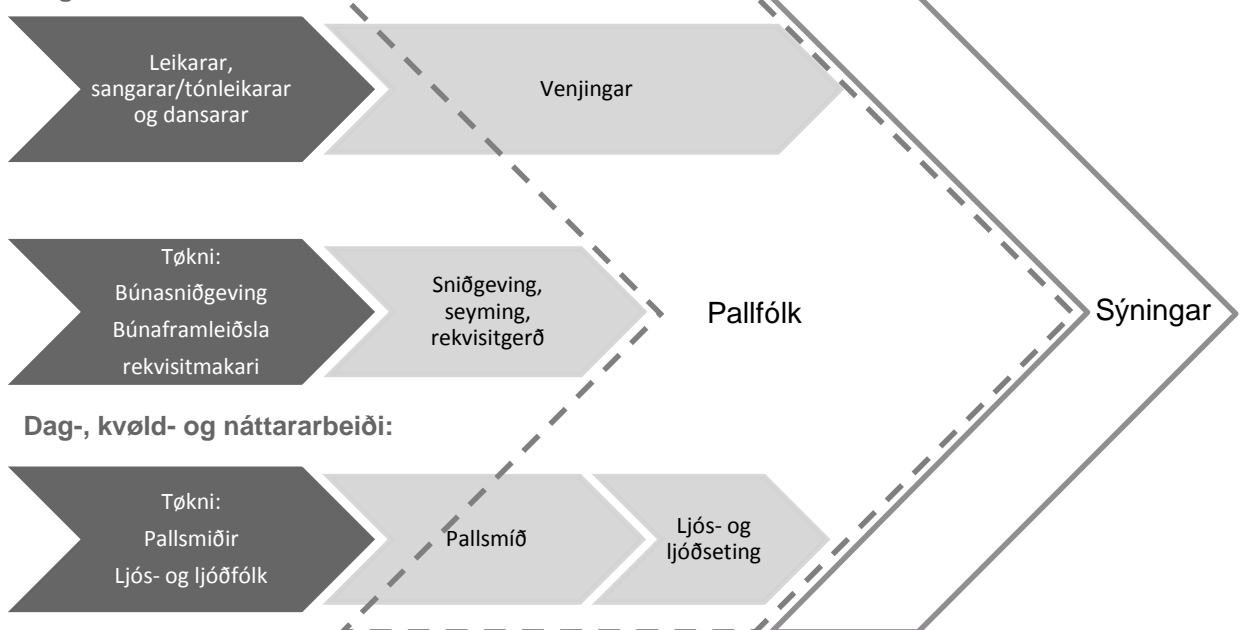 Leikarar,
sangarar/tónleikarar
og dansarar
Venjingar
Tøkni:
Búnasniðgeving
Búnaframleiðsla
rekvisitmakari
Sniðgeving,
seyming,
rekvisitgerð
Pallfólk
Sýningar
Dag-, kvøld- og náttararbeiði:
Tøkni:
Pallsmiðir
Ljós- og ljóðfólk
Pallsmíð
Ljós- og
ljóðseting